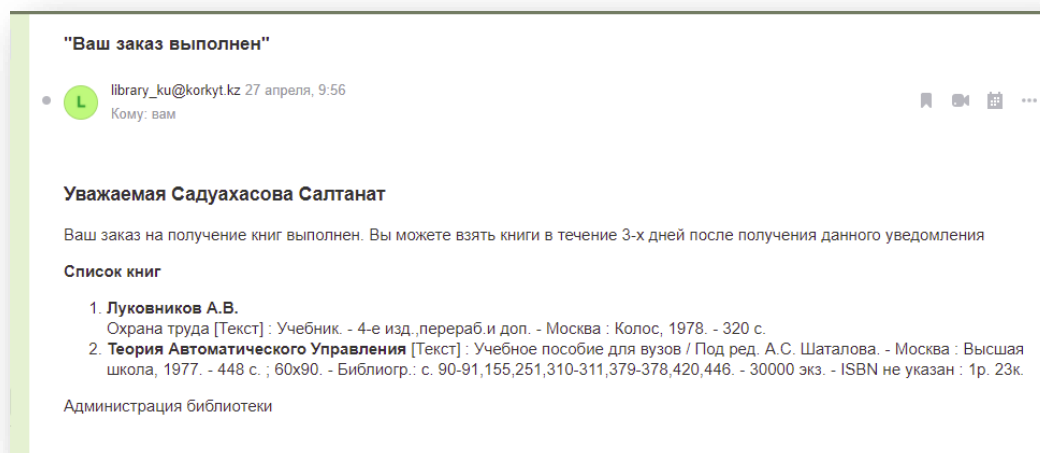 "Ваш заказ выполнен"
L
library_ku@korkyt.kz 27 апреля, 9:56
Кому: вам
Уважаемая Садуахасова Салтанат
Ваш заказ на получение книг выполнен. Вы можете взять книги в течение 3-х дней после получения данного уведомления
Список книг
1. Луковников А.В.
Охрана труда [Текст] : Учебник. - 4-е изд.,перераб.и доп. - Москва : Колос, 1978. - 320 с.
2. Теория Автоматического Управления [Текст] : Учебное пособие для вузов / Под ред. А.С. Шаталова. - Москва : Высшая
школа, 1977. - 448 с. ; 60х90. - Библиогр.: с. 90-91,155,251,310-311,379-378,420,446. - 30000 экз. - ISBN не указан : 1р. 23к.
Администрация библиотеки